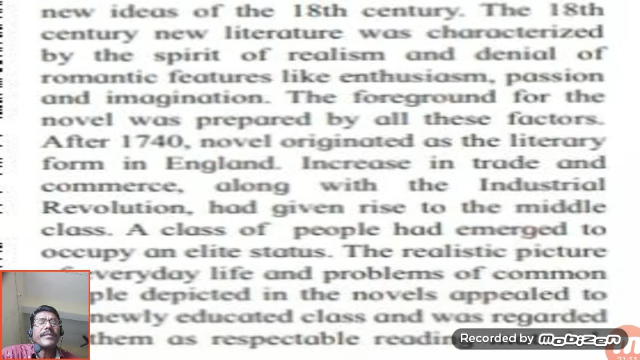 new ideas of the 18th century. The 18th
century new literature was characterized
by the spirit of realism and denial of
romantic features like enthusiasm, passion
and imagination. The foreground for the
novel was prepared by all these factors.
After 1740, novel originated as the literary
form in England. Increase in trade and
commerce, along with the Industrial
Revolution, had given rise to the middle
class. A class of people had emerged to
occupy an elite status. The realistic picture
everyday life and problems of common
depicted in the novels appealed to
newly educated class and was regarded
them as respectable
Recorded by mobizen